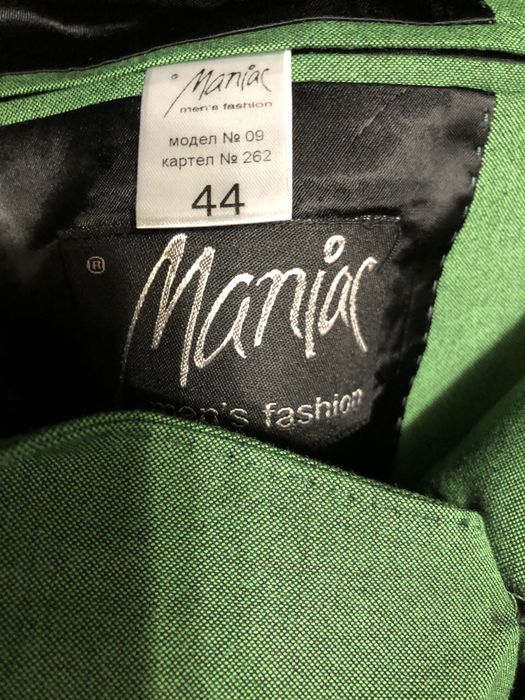 Maniac
men's fashion
модел № 09
картел № 262
44
®
Maniac
men's fashion